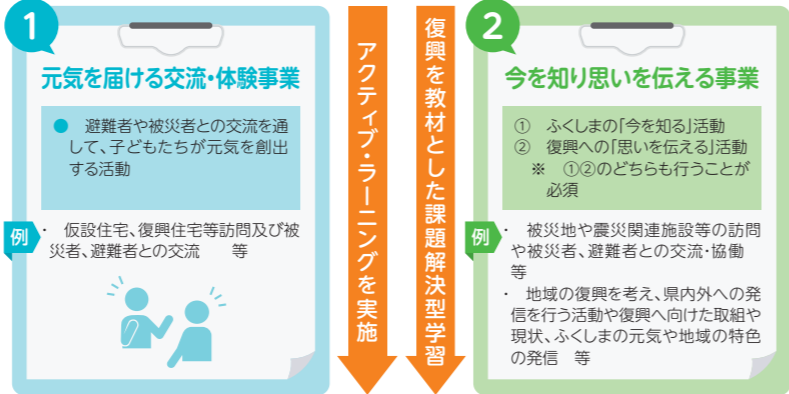 1
元気を届ける交流・体験事業
● 避難者や被災者との交流を通
して、子どもたちが元気を創出
する活動
例
・ 仮設住宅、復興住宅等訪問及び被
災者、避難者との交流 等
アクティブ・ラーニングを実施
復興を教材とした課題解決型学習
2
今を知り思いを伝える事業
① ふくしまの「今を知る」活動
② 復興への「思いを伝える」活動
※ ①②のどちらも行うことが
必須
例
・ 被災地や震災関連施設等の訪問
や被災者、避難者との交流・協働
等
・ 地域の復興を考え、県内外への発
信を行う活動や復興へ向けた取組や
現状、ふくしまの元気や地域の特色
の発信 等